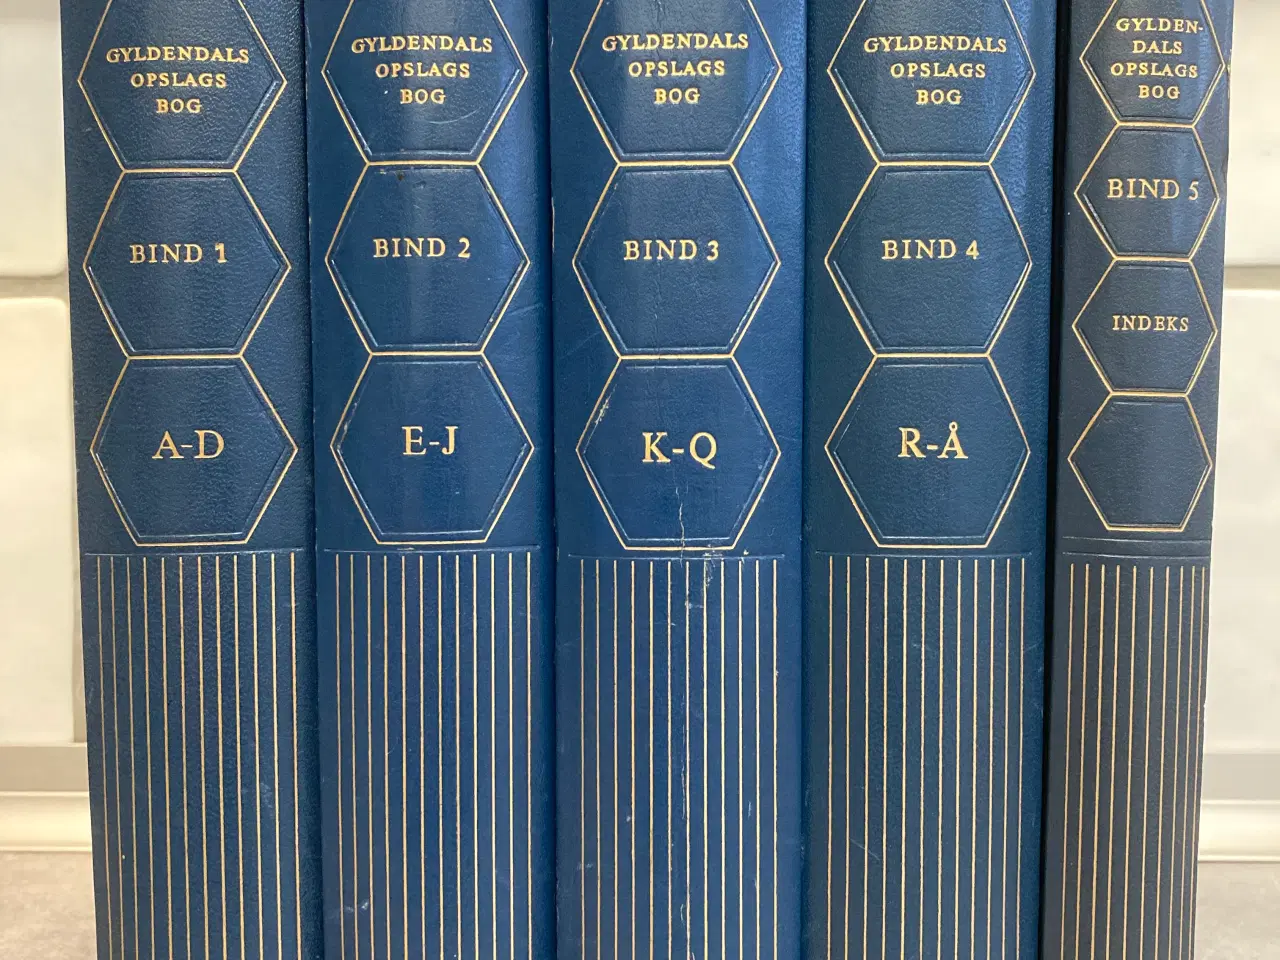 GYLDENDALS
OPSLAGS
BOG
BIND 1
A-D
GYLDENDALS
OPSLAGS
BOG
BIND 2
E-J
GYLDENDALS
OPSLAGS
BOG
BIND 3
K-Q
GYLDENDALS
OPSLAGS
BOG
BIND 4
R-Å
GYLDEN-
DALS
OPSLAGS
BOG
BIND 5
INDEKS